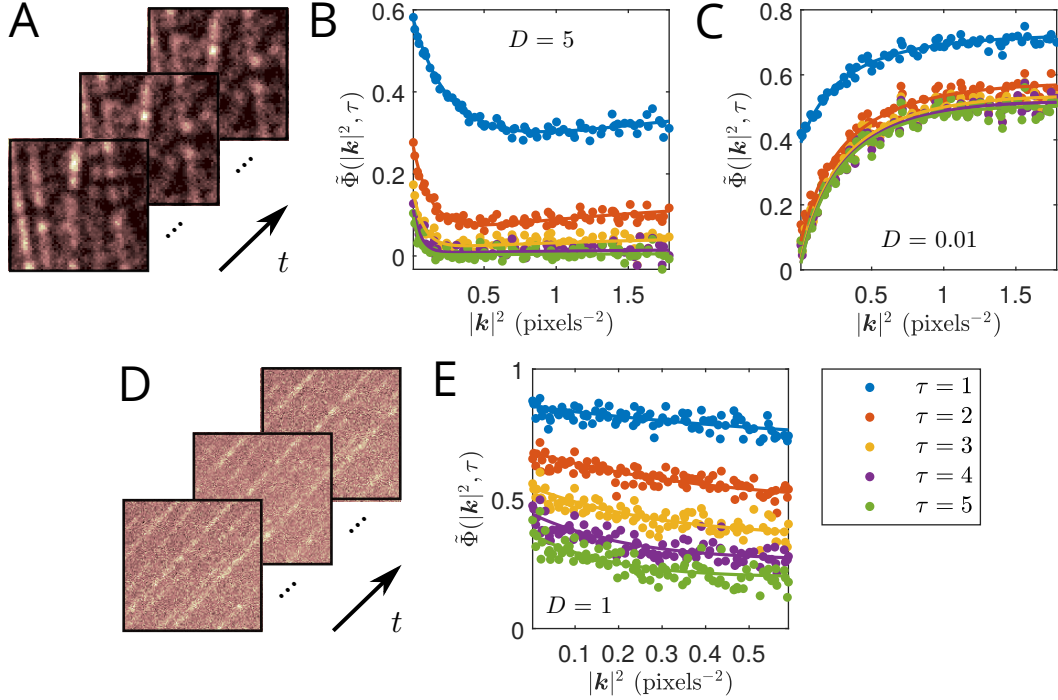 A
t
B
0.6
0.4
0.2
0
0.5
1
1.5
D = 5
Φ̃(|k|², τ)
|k|² (pixels⁻²)
C
0.8
0.6
0.4
0.2
0
0
0.5
1
1.5
D = 0.01
Φ̃(|k|², τ)
|k|² (pixels⁻²)
D
t
E
1
0.5
0
0.1
0.2
0.3
0.4
0.5
D = 1
Φ̃(|k|², τ)
|k|² (pixels⁻²)
τ = 1
τ = 2
τ = 3
τ = 4
τ = 5